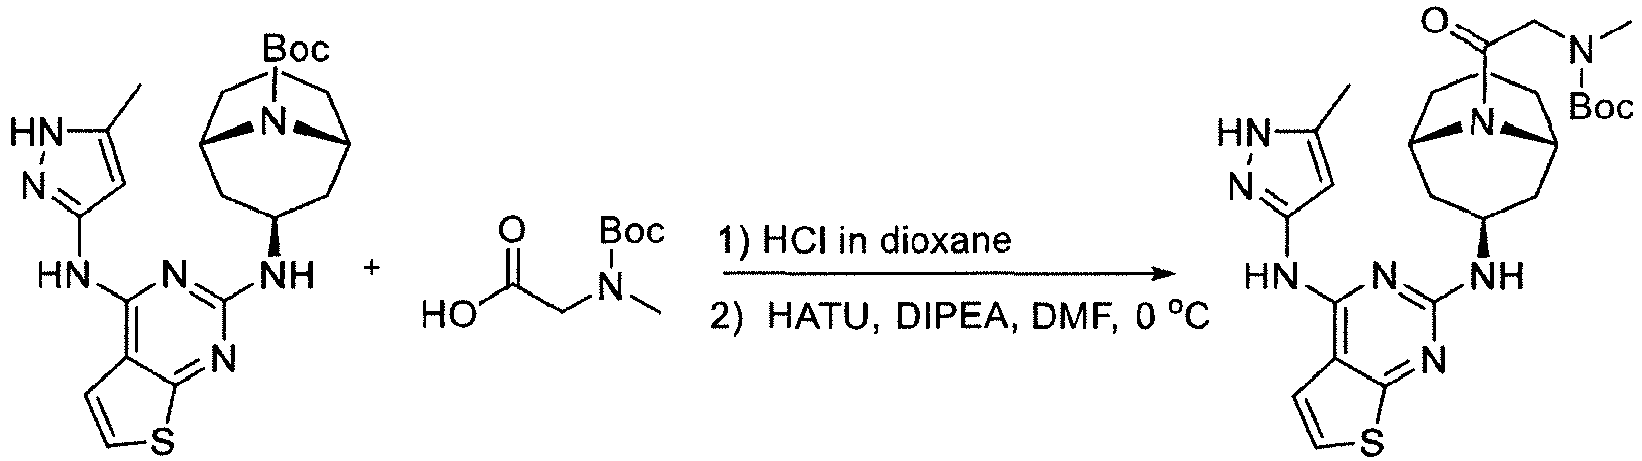 Boc
N
HN
N
HN
N
NH
N
S
+
O
HO
Boc
N
1) HCl in dioxane
2) HATU, DIPEA, DMF, 0 °C
O
N
Boc
N
HN
N
HN
N
NH
N
S